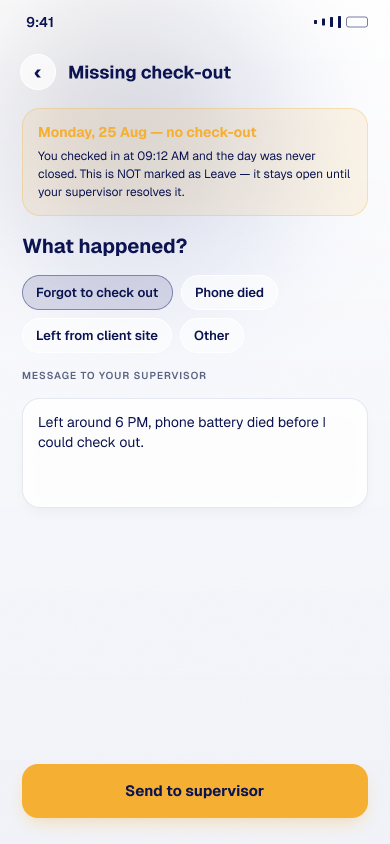 9:41
‹ Missing check-out
Monday, 25 Aug — no check-out
You checked in at 09:12 AM and the day was never
closed. This is NOT marked as Leave — it stays open until
your supervisor resolves it.
What happened?
Forgot to check out Phone died
Left from client site Other
MESSAGE TO YOUR SUPERVISOR
Left around 6 PM, phone battery died before I
could check out.
Send to supervisor